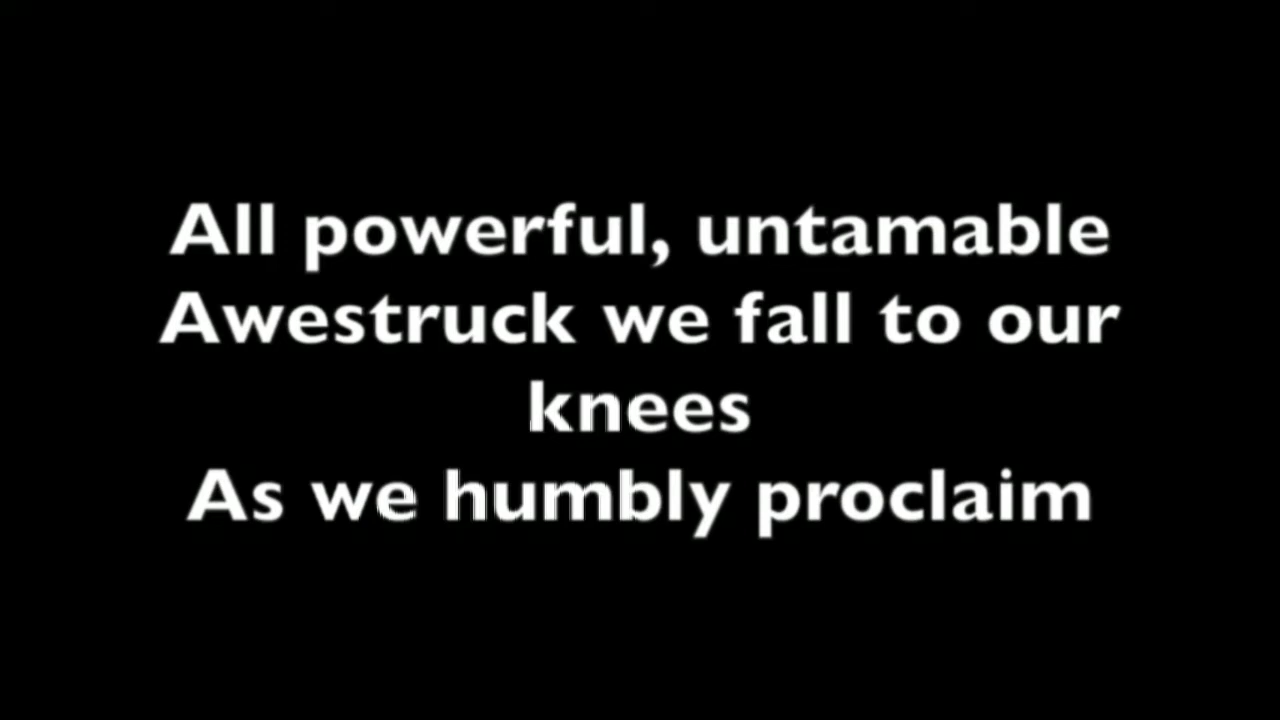 All powerful, untamable
Awestruck we fall to our
knees
As we humbly proclaim